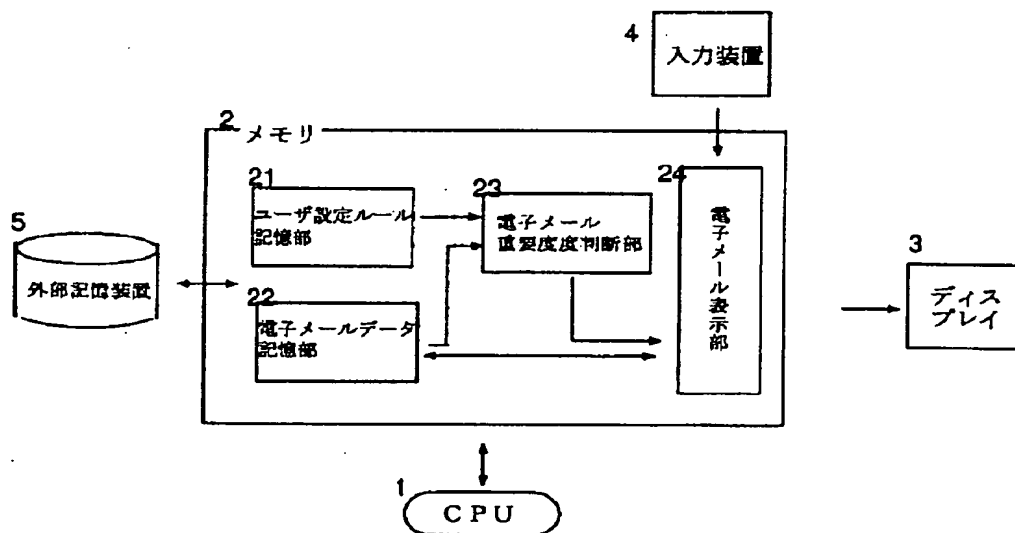 4
入力装置
2 メモリ
21
ユーザ設定ルール
記憶部
23
電子メール
重要度度判断部
24
電子メール表示部
5
外部記憶装置
22
電子メールデータ
記憶部
3
ディス
プレイ
1
CPU